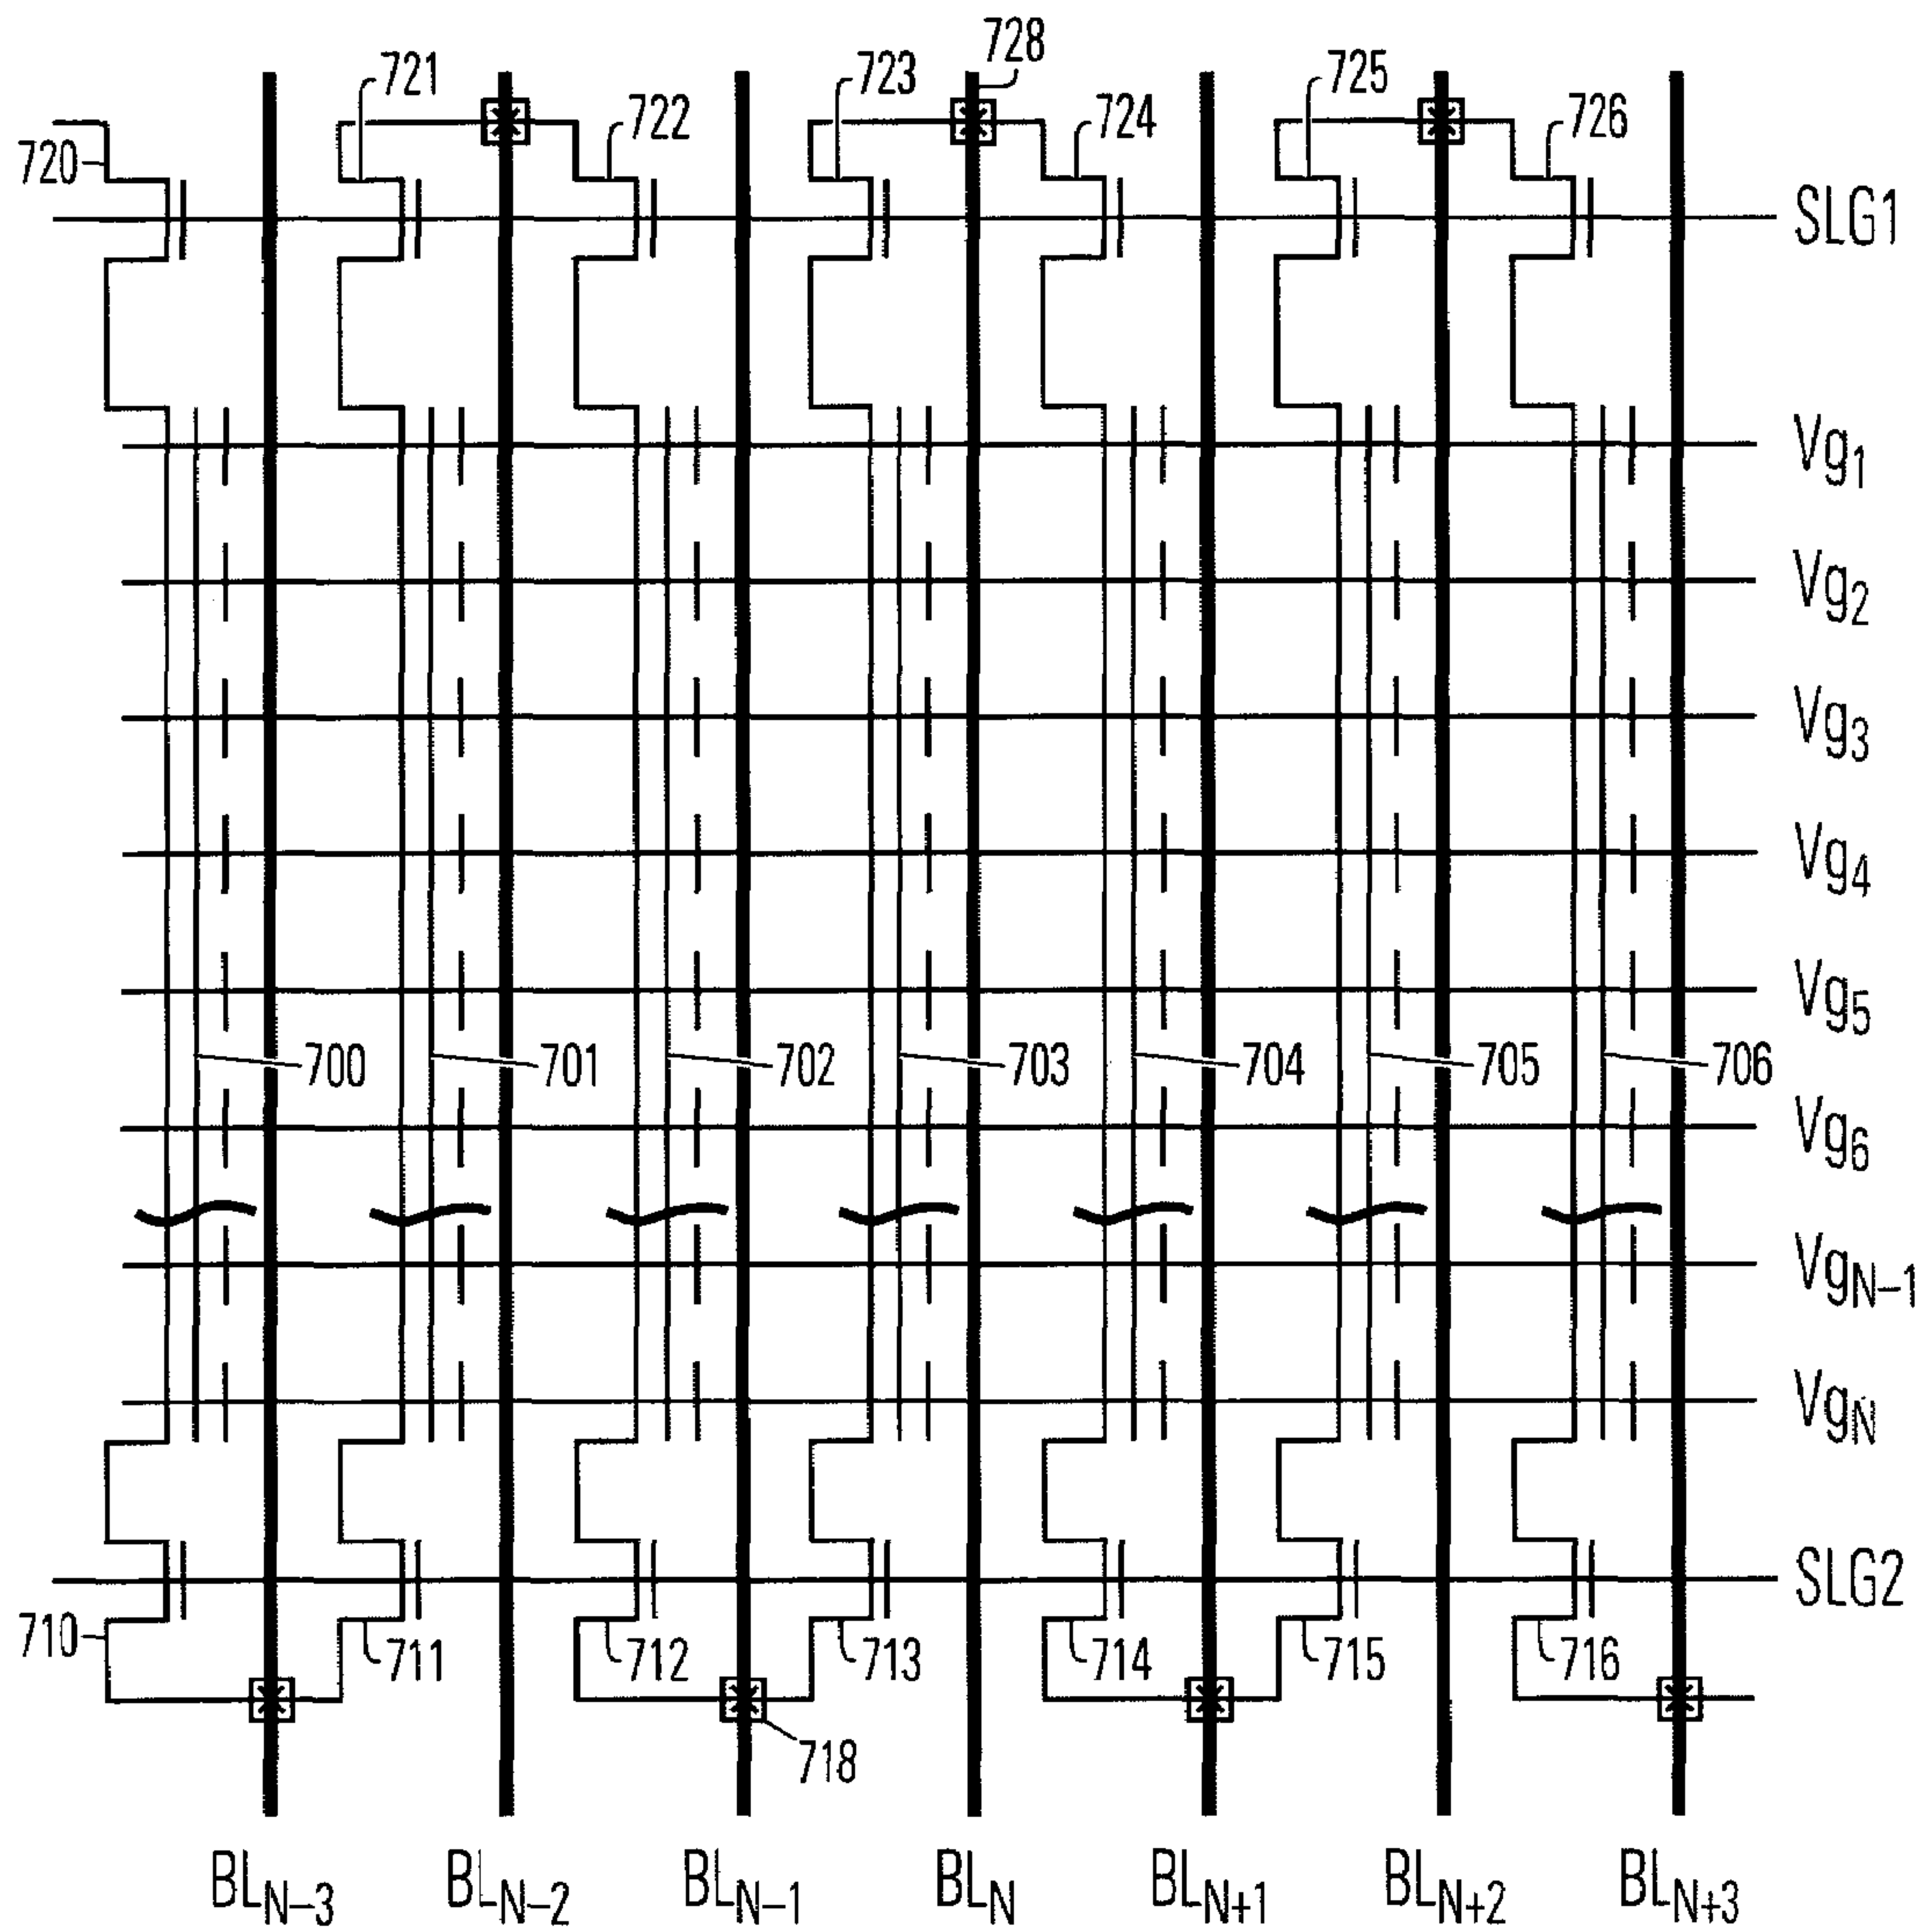 728
721
723
725
722
724
726
720
SLG1
Vg1
Vg2
Vg3
Vg4
Vg5
700 701 702 703 704 705 706
Vg6
VgN-1
VgN
SLG2
710 711 712 713 714 715 716
718
BLN-3 BLN-2 BLN-1 BLN BLN+1 BLN+2 BLN+3